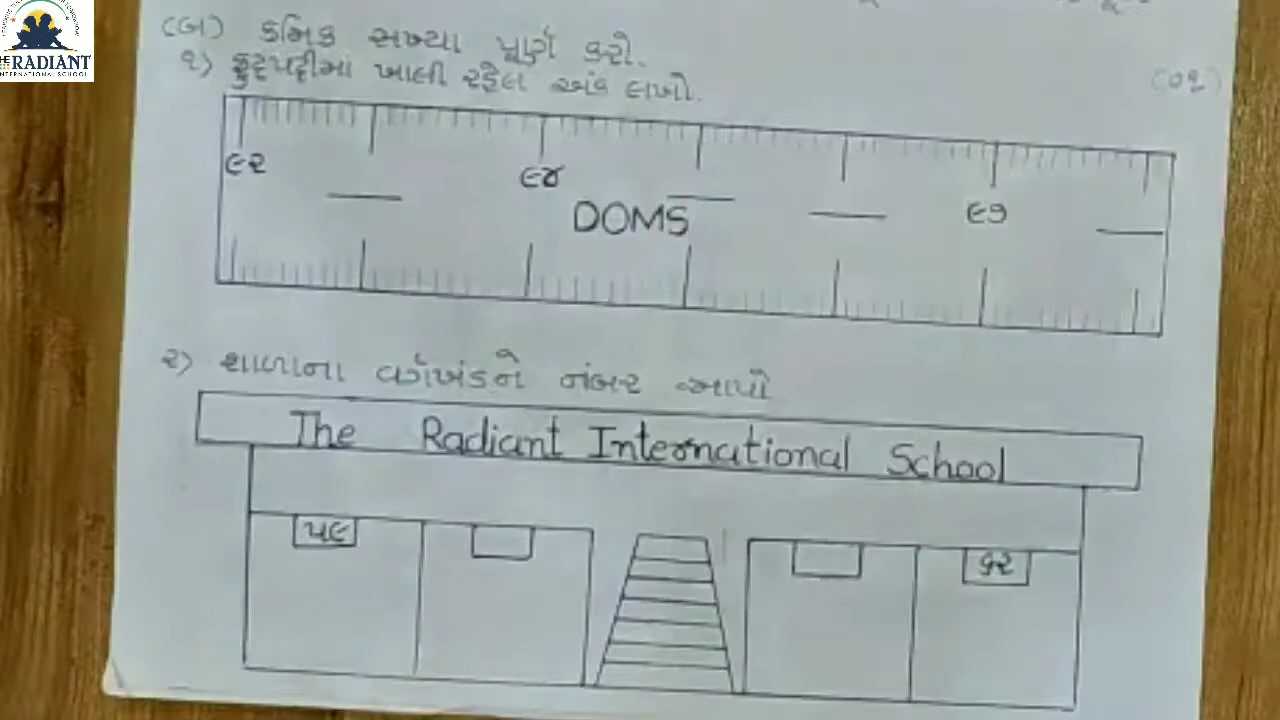 THE RADIANT
INTERNATIONAL SCHOOL
(બ) ક્રમિક સંખ્યા પૂર્ણ કરો.
૧) ફુટપટ્ટીમાં ખાલી રહેલ અંક લખો. (૦૧)
૯૨ ૯૪ ૯૭
DOMS
૨) શાળાના વર્ગખંડને નંબર આપો
The Radiant International School
૫૯ ૬૨